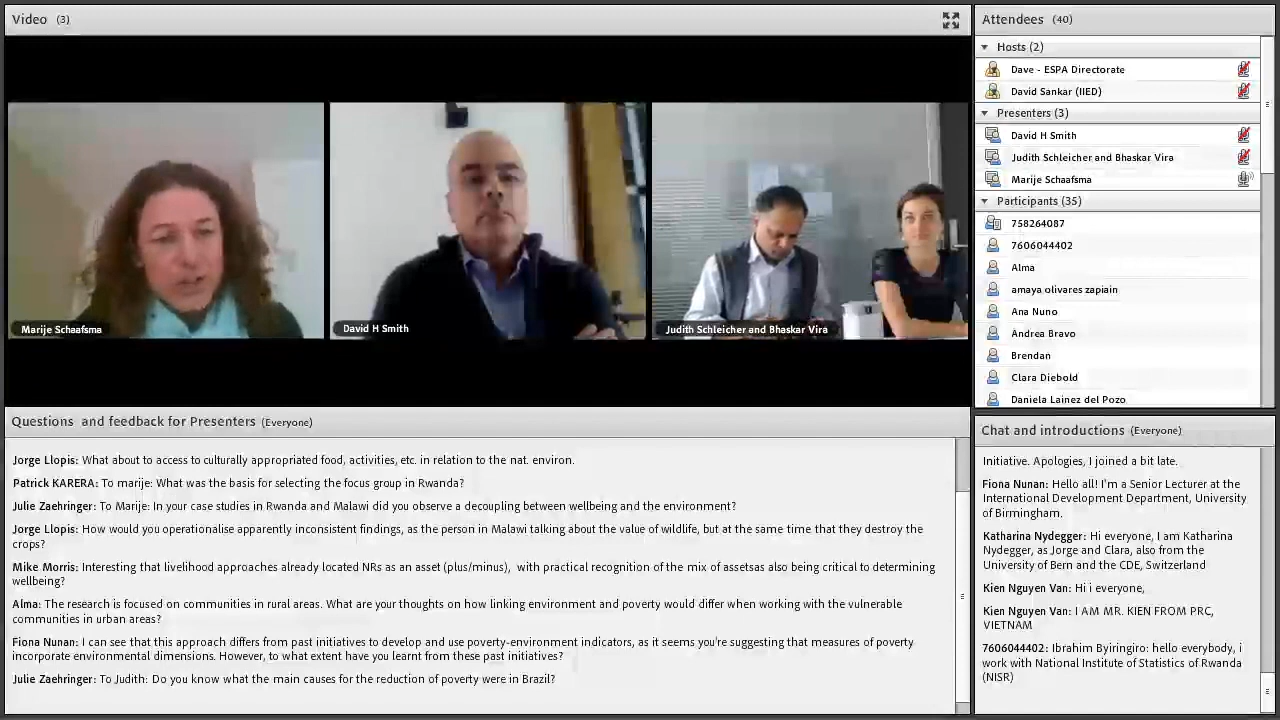 Video (3)
Marije Schaafsma
David H Smith
Judith Schleicher and Bhaskar Vira
Questions and feedback for Presenters (Everyone)
Jorge Llopis: What about to access to culturally appropriated food, activities, etc. in relation to the nat. environ.
Patrick KARERA: To marije: What was the basis for selecting the focus group in Rwanda?
Julie Zaehringer: To Marije: In your case studies in Rwanda and Malawi did you observe a decoupling between wellbeing and the environment?
Jorge Llopis: How would you operationalise apparently inconsistent findings, as the person in Malawi talking about the value of wildlife, but at the same time that they destroy the
crops?
Mike Morris: Interesting that livelihood approaches already located NRs as an asset (plus/minus), with practical recognition of the mix of assetsas also being critical to determining
wellbeing?
Alma: The research is focused on communities in rural areas. What are your thoughts on how linking environment and poverty would differ when working with the vulnerable
communities in urban areas?
Fiona Nunan: I can see that this approach differs from past initiatives to develop and use poverty-environment indicators, as it seems you're suggesting that measures of poverty
incorporate environmental dimensions. However, to what extent have you learnt from these past initiatives?
Julie Zaehringer: To Judith: Do you know what the main causes for the reduction of poverty were in Brazil?
Attendees (40)
Hosts (2)
Dave - ESPA Directorate
David Sankar (IIED)
Presenters (3)
David H Smith
Judith Schleicher and Bhaskar Vira
Marije Schaafsma
Participants (35)
758264087
7606044402
Alma
amaya olivares zapiain
Ana Nuno
Andrea Bravo
Brendan
Clara Diebold
Daniela Lainez del Pozo
Chat and introductions (Everyone)
Initiative. Apologies, I joined a bit late.
Fiona Nunan: Hello all! I'm a Senior Lecturer at the
International Development Department, University
of Birmingham.
Katharina Nydegger: Hi everyone, I am Katharina
Nydegger, as Jorge and Clara, also from the
University of Bern and the CDE, Switzerland
Kien Nguyen Van: Hi i everyone,
Kien Nguyen Van: I AM MR. KIEN FROM PRC,
VIETNAM
7606044402: Ibrahim Byiringiro: hello everybody, i
work with National Institute of Statistics of Rwanda
(NISR)